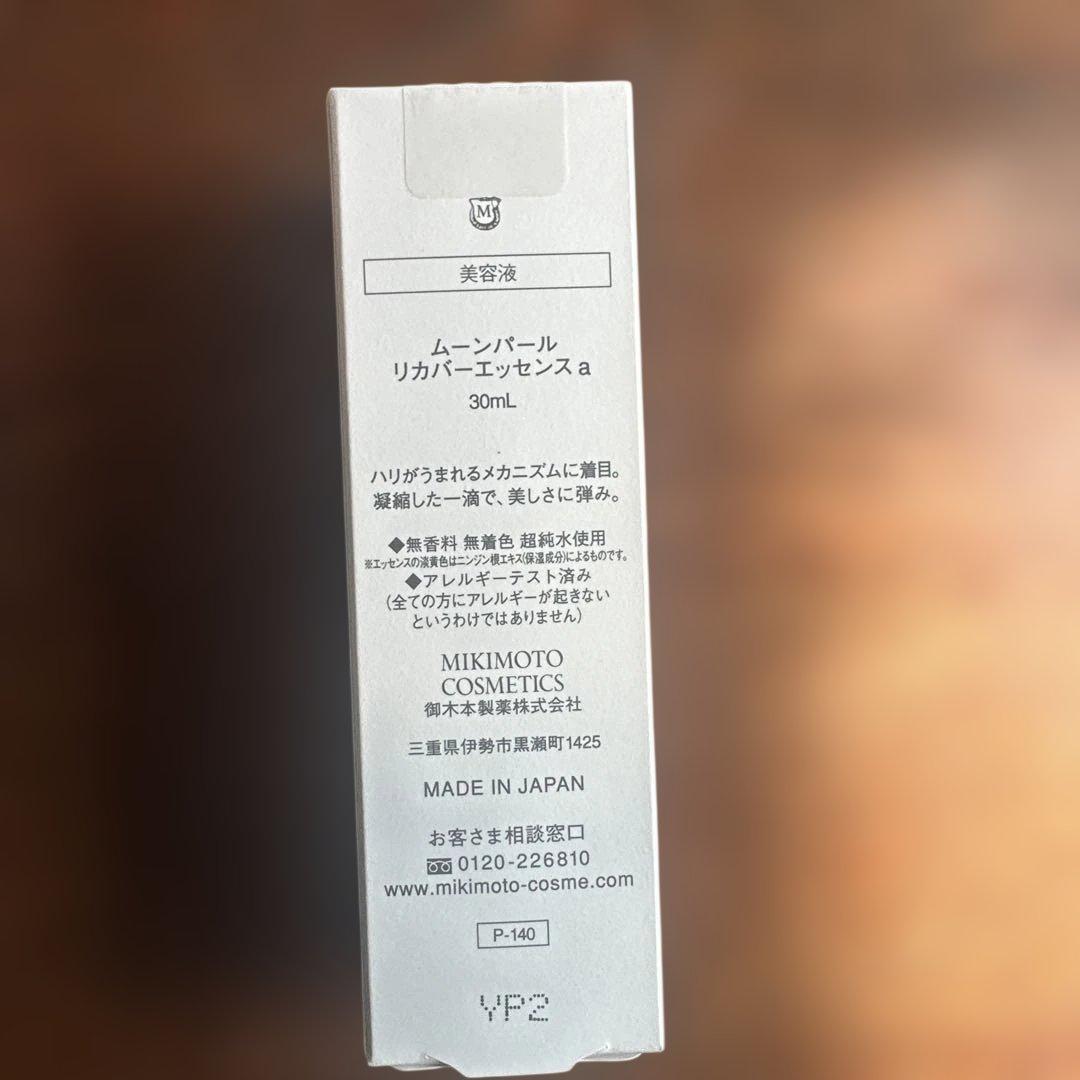 M
美容液
ムーンパール
リカバーエッセンスa
30mL
ハリがうまれるメカニズムに着目。
凝縮した一滴で、美しさに弾み。
◆無香料 無着色 超純水使用
※エッセンスの淡黄色はニンジン根エキス(保湿成分)によるものです。
◆アレルギーテスト済み
(全ての方にアレルギーが起きない
というわけではありません)
MIKIMOTO
COSMETICS
御木本製薬株式会社
三重県伊勢市黒瀬町1425
MADE IN JAPAN
お客さま相談窓口
0120-226810
www.mikimoto-cosme.com
P-140
YP2